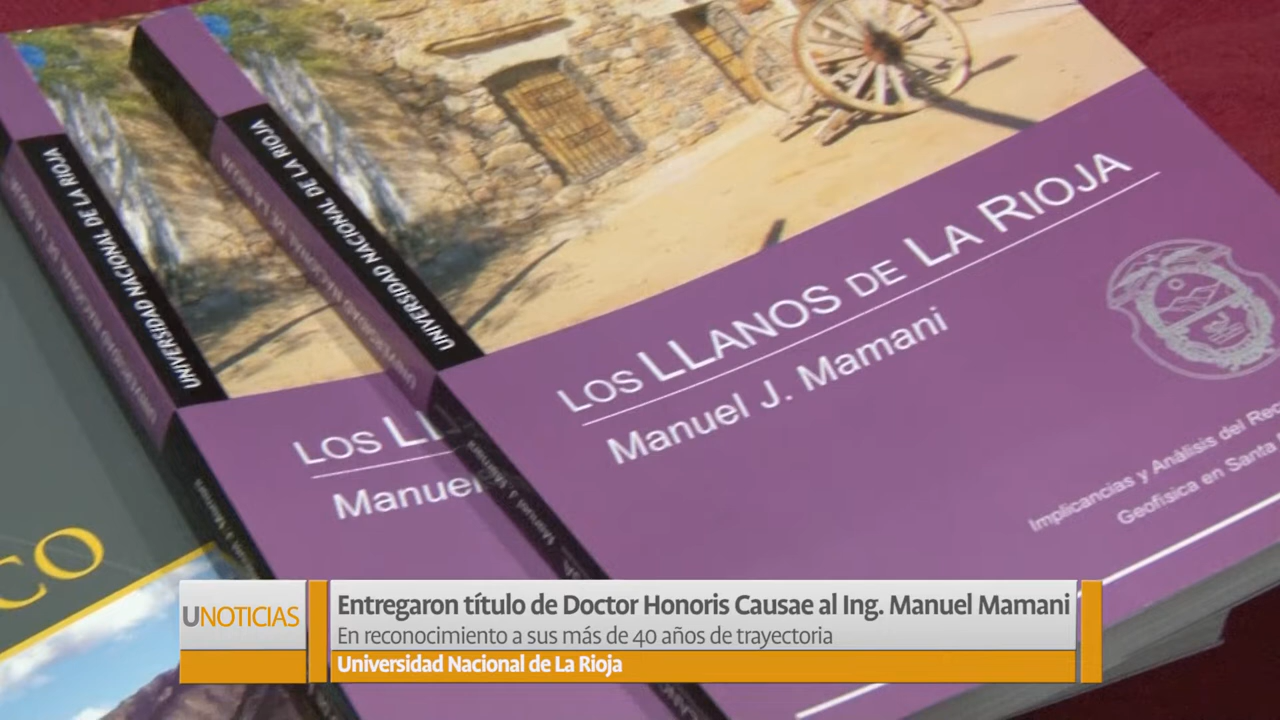 UNIVERSIDAD NACIONAL DE LA RIOJA
UNIVERSIDAD NACIONAL DE LA RIOJA
LOS LLANOS DE LA RIOJA
Manuel J. Mamani
LOS LL
Manuel
Implicancias y Análisis del Rec
Geofísica en Santa
CO
UNOTICIAS
Entregaron título de Doctor Honoris Causae al Ing. Manuel Mamani
En reconocimiento a sus más de 40 años de trayectoria
Universidad Nacional de La Rioja